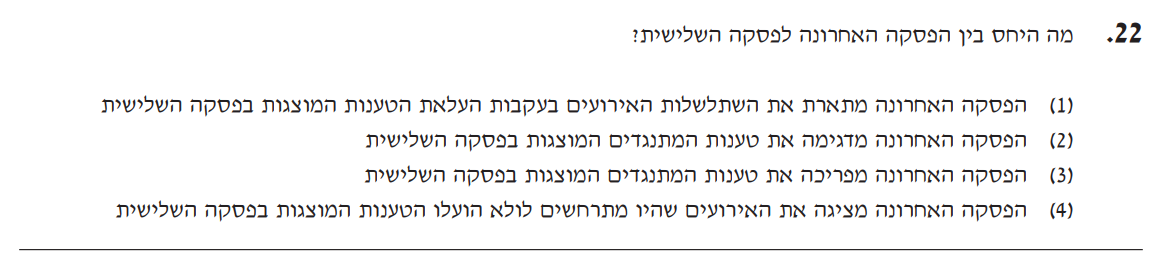 22. מה היחס בין הפסקה האחרונה לפסקה השלישית?
(1) הפסקה האחרונה מתארת את השתלשלות האירועים בעקבות העלאת הטענות המוצגות בפסקה השלישית
(2) הפסקה האחרונה מדגימה את טענות המתנגדים המוצגות בפסקה השלישית
(3) הפסקה האחרונה מפריכה את טענות המתנגדים המוצגות בפסקה השלישית
(4) הפסקה האחרונה מציגה את האירועים שהיו מתרחשים לולא הועלו הטענות המוצגות בפסקה השלישית